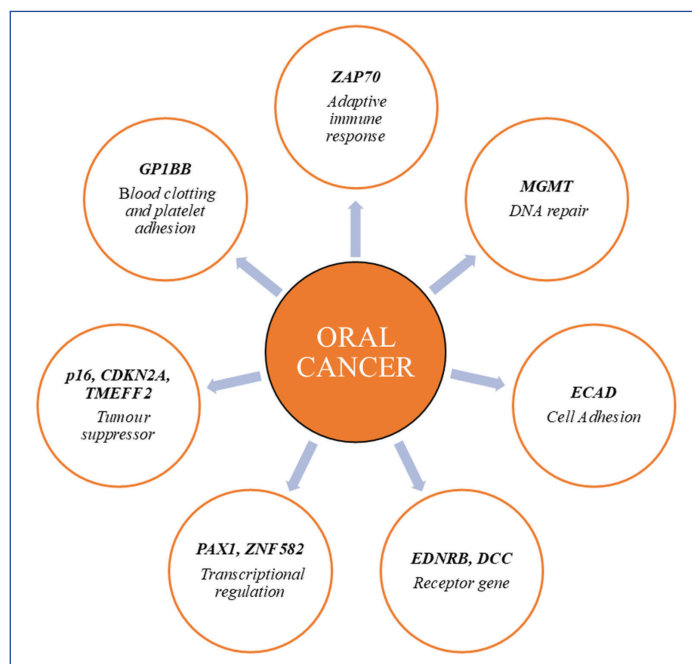 ZAP70
Adaptive
immune
response
GP1BB
Blood clotting
and platelet
adhesion
MGMT
DNA repair
ORAL
CANCER
p16, CDKN2A,
TMEFF2
Tumour
suppressor
ECAD
Cell Adhesion
PAX1, ZNF582
Transcriptional
regulation
EDNRB, DCC
Receptor gene